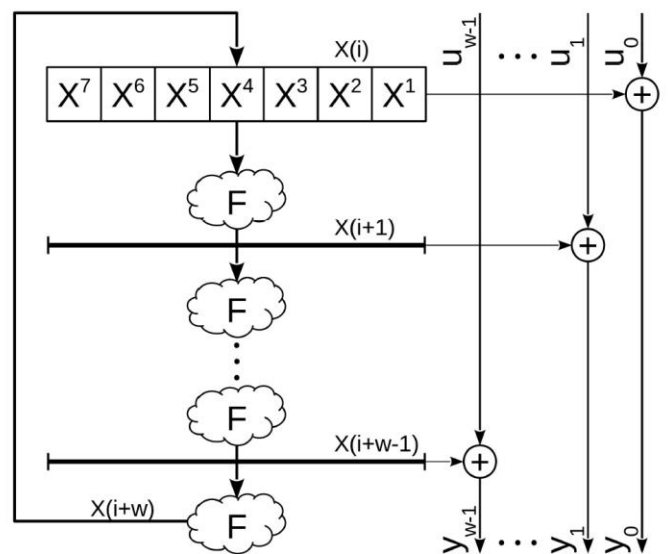 X(i)
u_{w-1} ... u_1 u_0
X^7 X^6 X^5 X^4 X^3 X^2 X^1
+
F
X(i+1)
+
F
F
X(i+w-1)
+
X(i+w)
F
y_{w-1} ... y_1 y_0